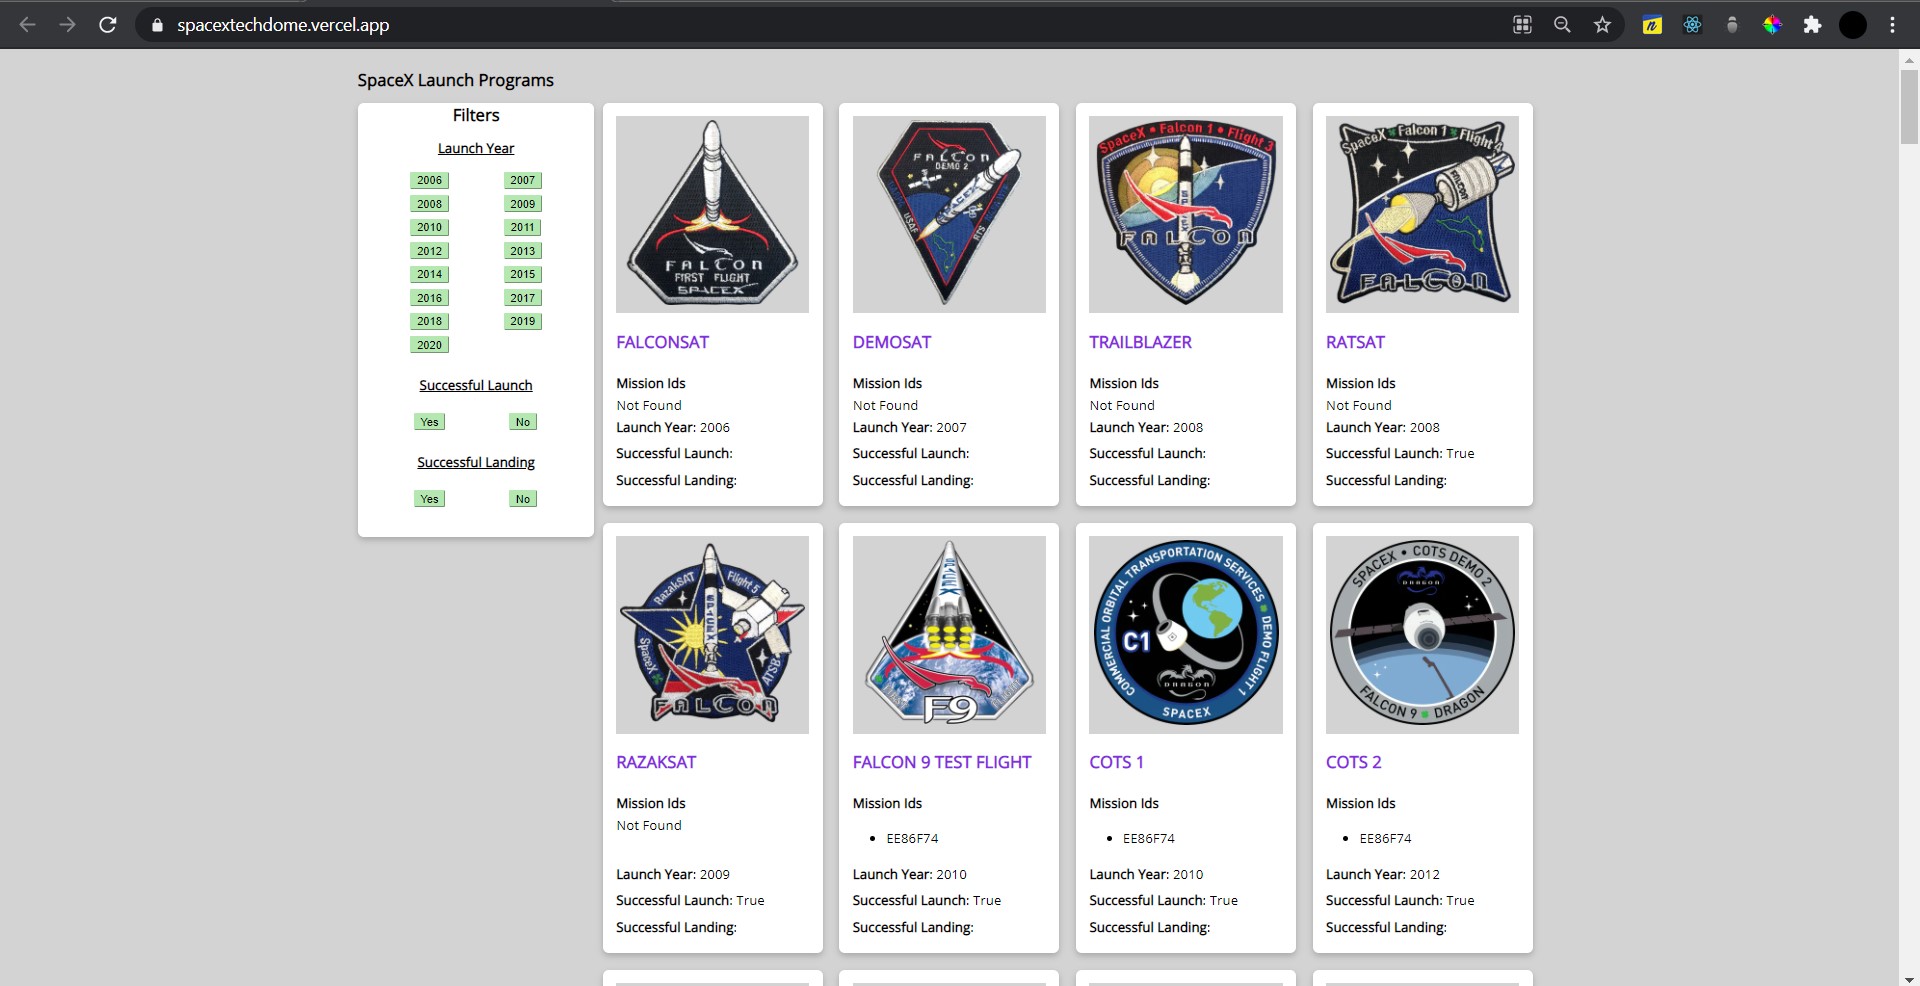 spacextechdome.vercel.app
SpaceX Launch Programs
Filters
Launch Year
2006 2007
2008 2009
2010 2011
2012 2013
2014 2015
2016 2017
2018 2019
2020
Successful Launch
Yes No
Successful Landing
Yes No
FALCON
FIRST FLIGHT
SPACEX
FALCONSAT
Mission Ids
Not Found
Launch Year: 2006
Successful Launch:
Successful Landing:
FALCON
DEMO 2
SPACEX
USAF
RTS
DEMOSAT
Mission Ids
Not Found
Launch Year: 2007
Successful Launch:
Successful Landing:
SpaceX • Falcon 1 • Flight 3
SPACEX
FALCON
TRAILBLAZER
Mission Ids
Not Found
Launch Year: 2008
Successful Launch:
Successful Landing:
SpaceX Falcon 1 Flight 4
FALCON
FALCON
RATSAT
Mission Ids
Not Found
Launch Year: 2008
Successful Launch: True
Successful Landing:
RazakSAT Flight 5
SPACEX
SpaceX
ATSB
FALCON
RAZAKSAT
Mission Ids
Not Found
Launch Year: 2009
Successful Launch: True
Successful Landing:
SPACEX
F9
FALCON 9 TEST FLIGHT
Mission Ids
• EE86F74
Launch Year: 2010
Successful Launch: True
Successful Landing:
COMMERCIAL ORBITAL TRANSPORTATION SERVICES DEMO FLIGHT 1
C1
DRAGON
SPACEX
COTS 1
Mission Ids
• EE86F74
Launch Year: 2010
Successful Launch: True
Successful Landing:
SPACEX • COTS DEMO 2
DRAGON
FALCON 9 DRAGON
COTS 2
Mission Ids
• EE86F74
Launch Year: 2012
Successful Launch: True
Successful Landing: